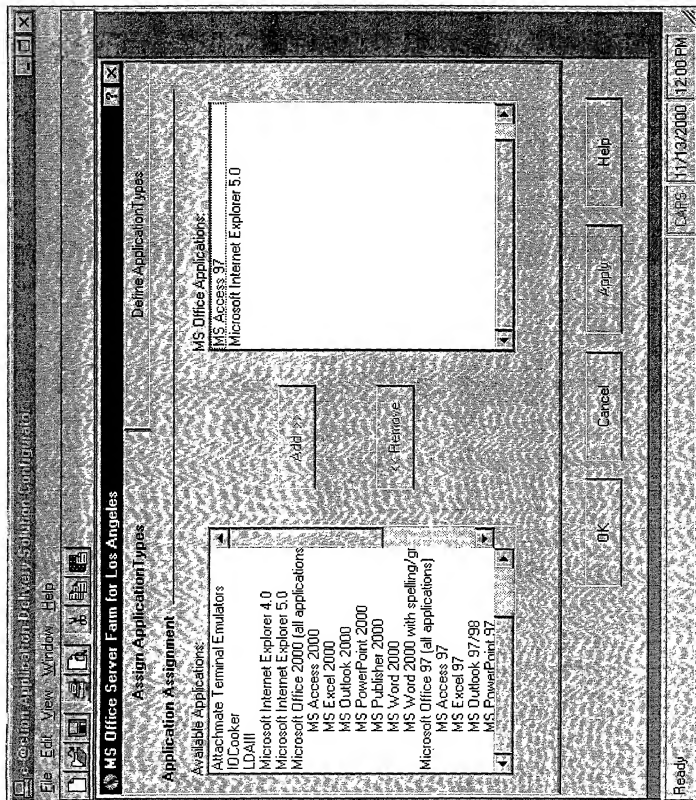 Option Application Delivery Solution Configurator
File Edit View Window Help
MS Office Server Farm for Los Angeles
Assign Application Types
Define Application Types
Application Assignment
Available Applications:
Attachmate Terminal Emulators
IOCooker
LDAIII
Microsoft Internet Explorer 4.0
Microsoft Internet Explorer 5.0
Microsoft Office 2000 (all applications
MS Access 2000
MS Excel 2000
MS Outlook 2000
MS PowerPoint 2000
MS Publisher 2000
MS Word 2000
MS Word 2000 with spelling/gr
Microsoft Office 97 (all applications)
MS Access 97
MS Excel 97
MS Outlook 97/98
MS PowerPoint 97
Add >>
<< Remove
MS Office Applications:
MS Access 97
Microsoft Internet Explorer 5.0
OK
Cancel
Apply
Help
Ready
CAPS
11/13/2000
12:00 PM